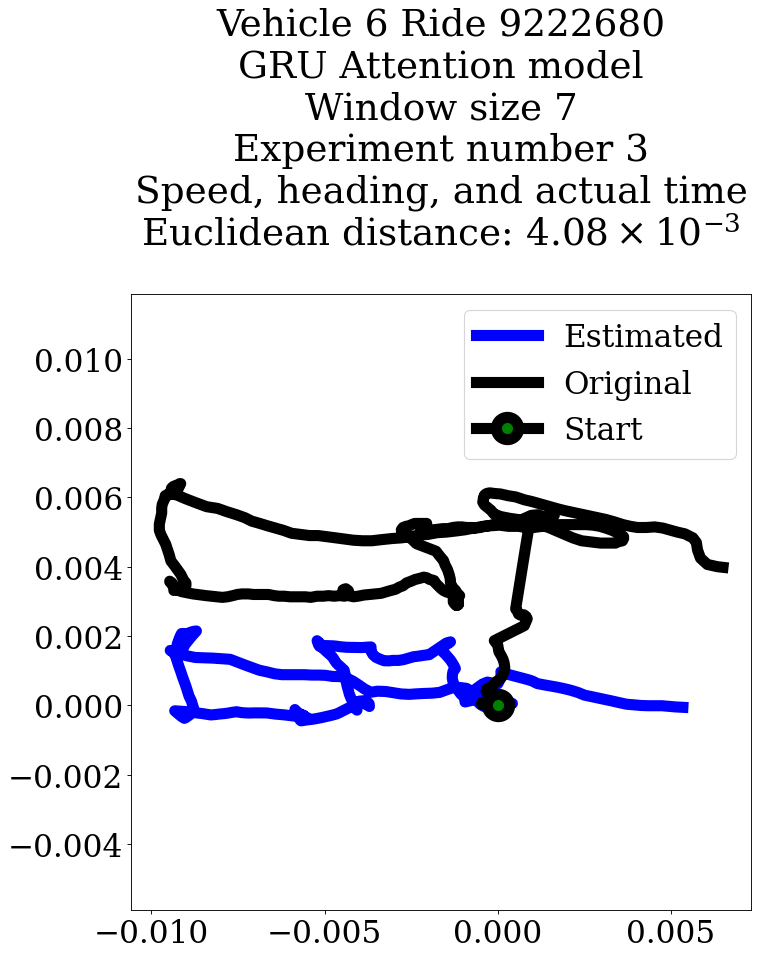 Vehicle 6 Ride 9222680
GRU Attention model
Window size 7
Experiment number 3
Speed, heading, and actual time
Euclidean distance: 4.08 × 10⁻³
Estimated
Original
Start
0.010
0.008
0.006
0.004
0.002
0.000
−0.002
−0.004
−0.010
−0.005
0.000
0.005